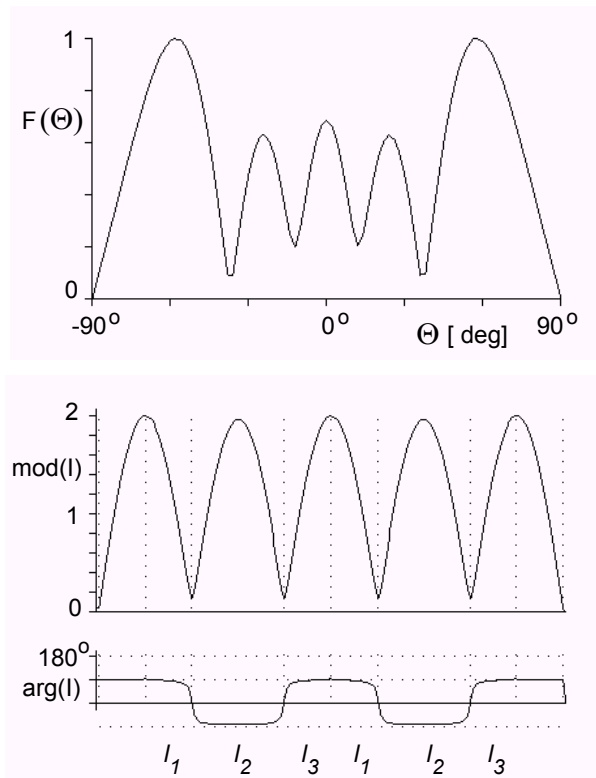 1
F(Θ)
0
-90° 0° Θ [ deg] 90°
2
mod(I)
1
0
180°
arg(I)
I₁ I₂ I₃ I₁ I₂ I₃